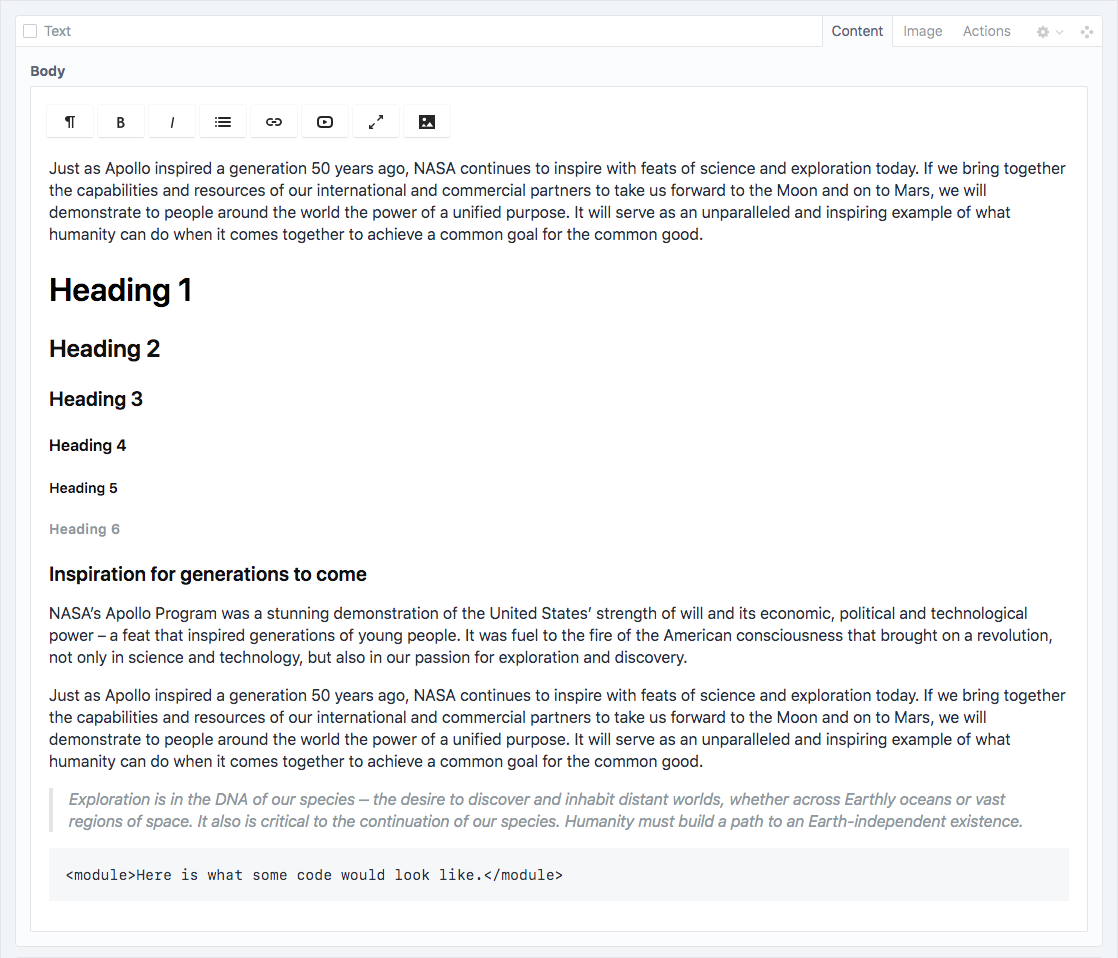 Text Content Image Actions
Body
¶ B I
Just as Apollo inspired a generation 50 years ago, NASA continues to inspire with feats of science and exploration today. If we bring together
the capabilities and resources of our international and commercial partners to take us forward to the Moon and on to Mars, we will
demonstrate to people around the world the power of a unified purpose. It will serve as an unparalleled and inspiring example of what
humanity can do when it comes together to achieve a common goal for the common good.
Heading 1
Heading 2
Heading 3
Heading 4
Heading 5
Heading 6
Inspiration for generations to come
NASA’s Apollo Program was a stunning demonstration of the United States’ strength of will and its economic, political and technological
power – a feat that inspired generations of young people. It was fuel to the fire of the American consciousness that brought on a revolution,
not only in science and technology, but also in our passion for exploration and discovery.
Just as Apollo inspired a generation 50 years ago, NASA continues to inspire with feats of science and exploration today. If we bring together
the capabilities and resources of our international and commercial partners to take us forward to the Moon and on to Mars, we will
demonstrate to people around the world the power of a unified purpose. It will serve as an unparalleled and inspiring example of what
humanity can do when it comes together to achieve a common goal for the common good.
Exploration is in the DNA of our species – the desire to discover and inhabit distant worlds, whether across Earthly oceans or vast
regions of space. It also is critical to the continuation of our species. Humanity must build a path to an Earth-independent existence.
<module>Here is what some code would look like.</module>